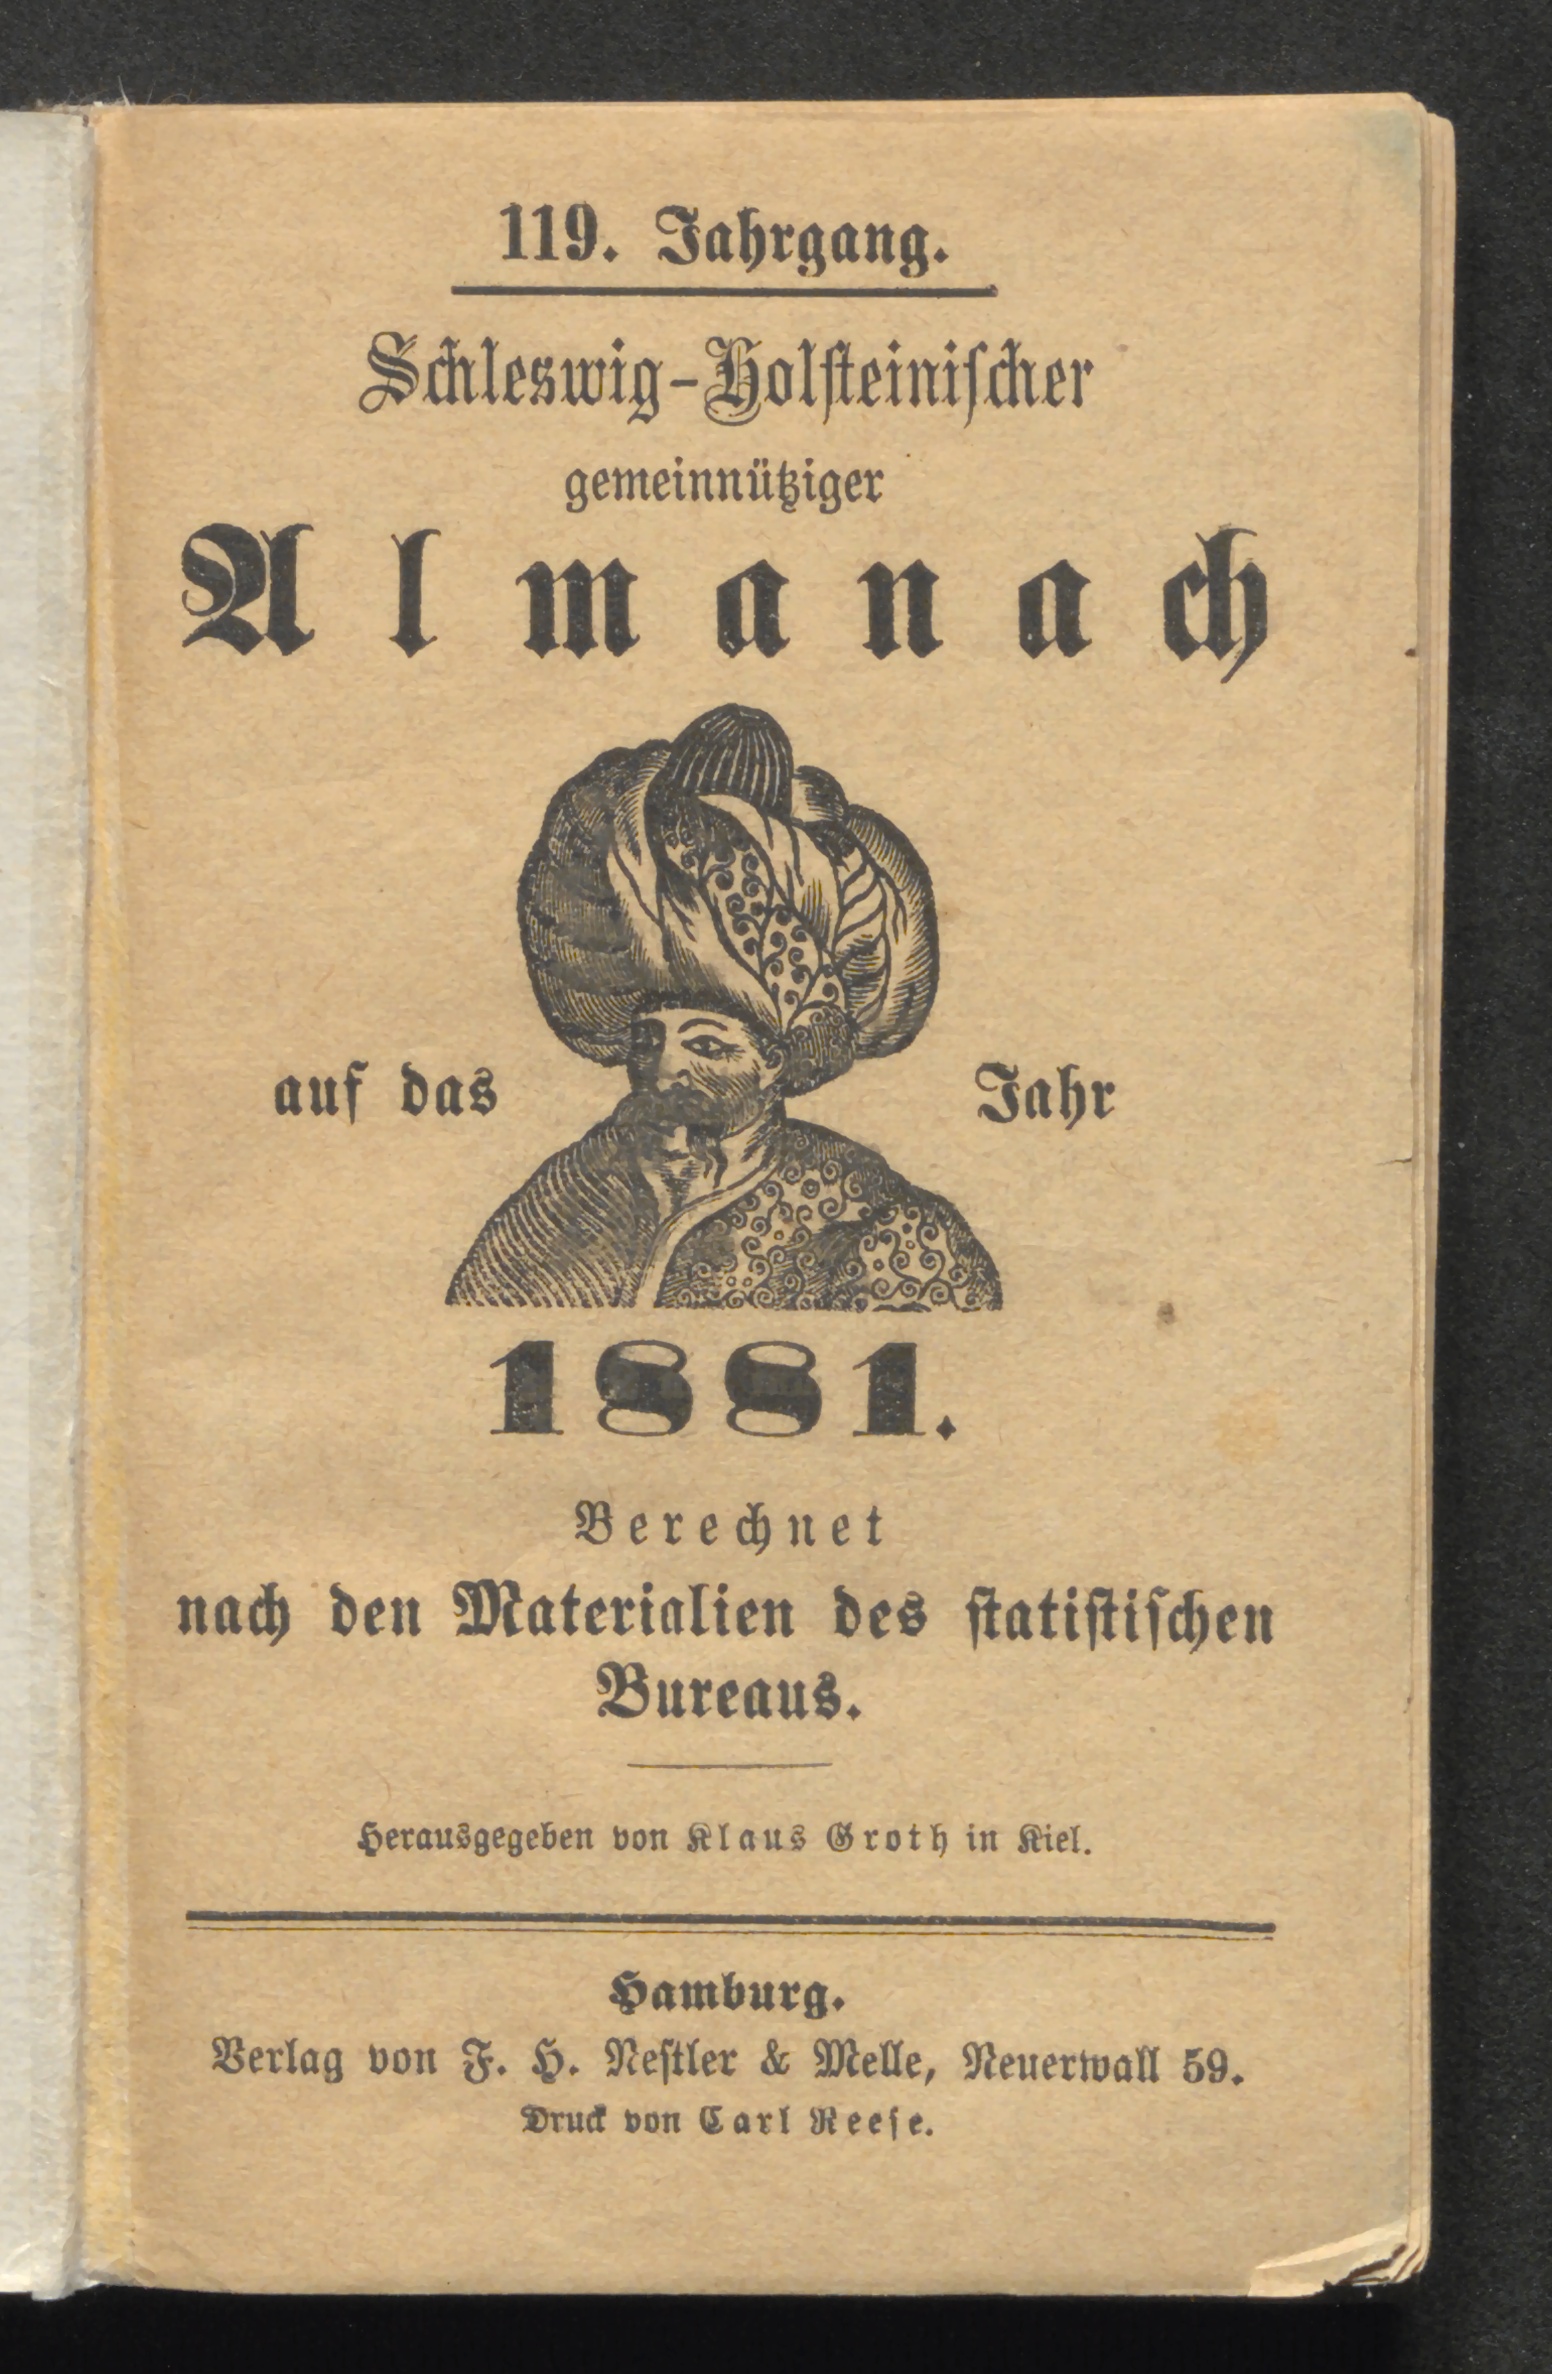 119. Jahrgang.
Schleswig-Holsteinischer
gemeinnütziger
Almanach
auf das Jahr
1881.
Berechnet
nach den Materialien des statistischen
Bureaus.
Herausgegeben von Klaus Groth in Kiel.
Hamburg.
Verlag von F. H. Nestler & Melle, Neuerwall 59.
Druck von Carl Reese.